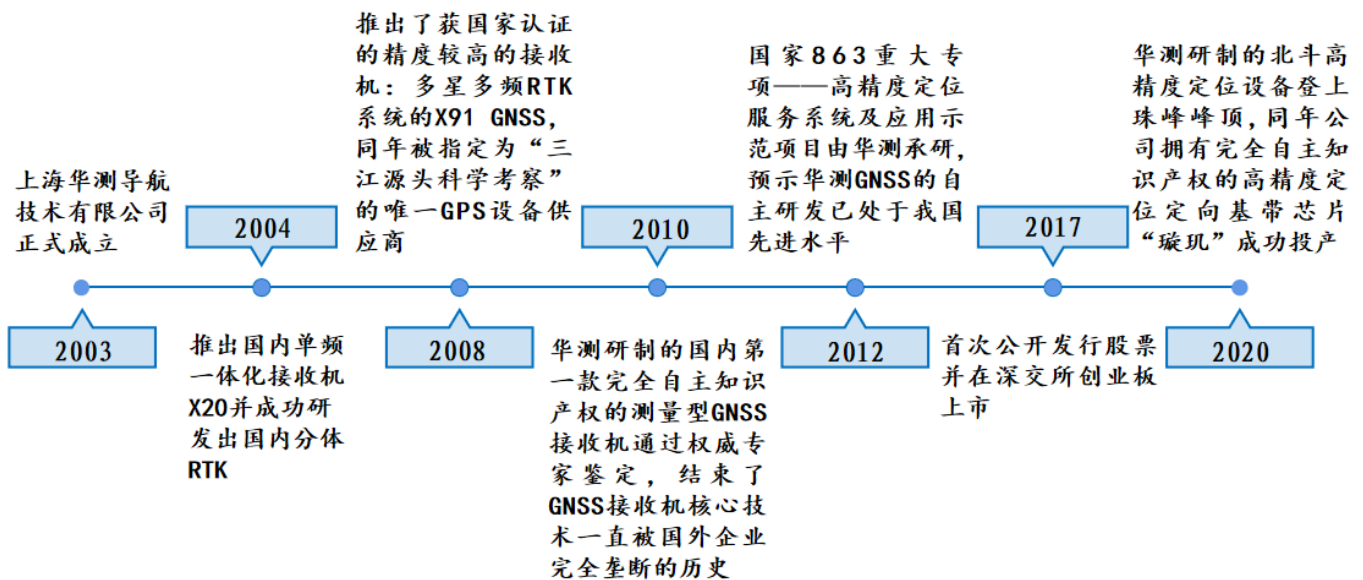 上海华测导航
技术有限公司
正式成立
2003
2004
推出国内单频
一体化接收机
X20并成功研
发出国内分体
RTK
推出了获国家认证
的精度较高的接收
机：多星多频RTK
系统的X91 GNSS，
同年被指定为“三
江源头科学考察”
的唯一GPS设备供
应商
2008
2010
华测研制的国内第
一款完全自主知识
产权的测量型GNSS
接收机通过权威专
家鉴定，结束了
GNSS接收机核心技
术一直被国外企业
完全垄断的历史
国家863重大专
项——高精度定位
服务系统及应用示
范项目由华测承研，
预示华测GNSS的自
主研发已处于我国
先进水平
2012
2017
首次公开发行股票
并在深交所创业板
上市
华测研制的北斗高
精度定位设备登上
珠峰峰顶，同年公
司拥有完全自主知
识产权的高精度定
位定向基带芯片
“璇玑”成功投产
2020